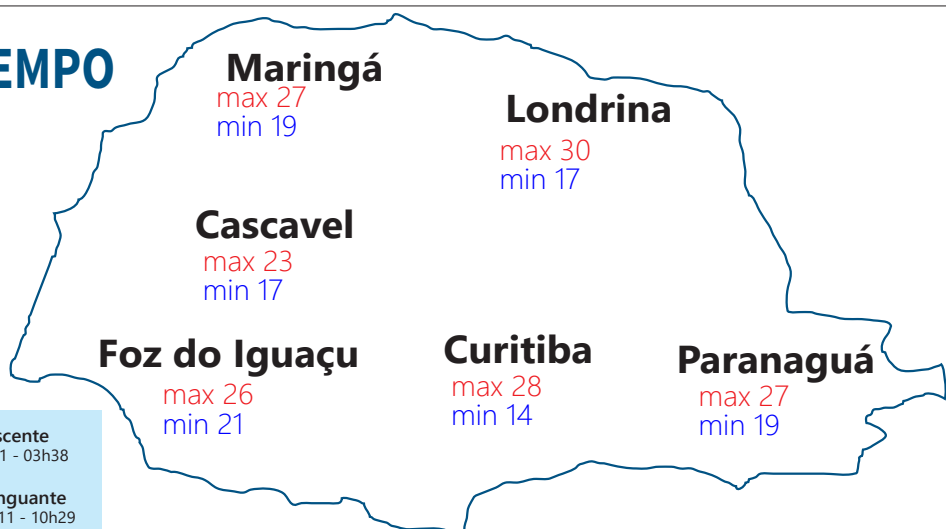 EMPO
Maringá
max 27
min 19
Londrina
max 30
min 17
Cascavel
max 23
min 17
Foz do Iguaçu
max 26
min 21
Curitiba
max 28
min 14
Paranaguá
max 27
min 19
scente
1 - 03h38
nguante
11 - 10h29